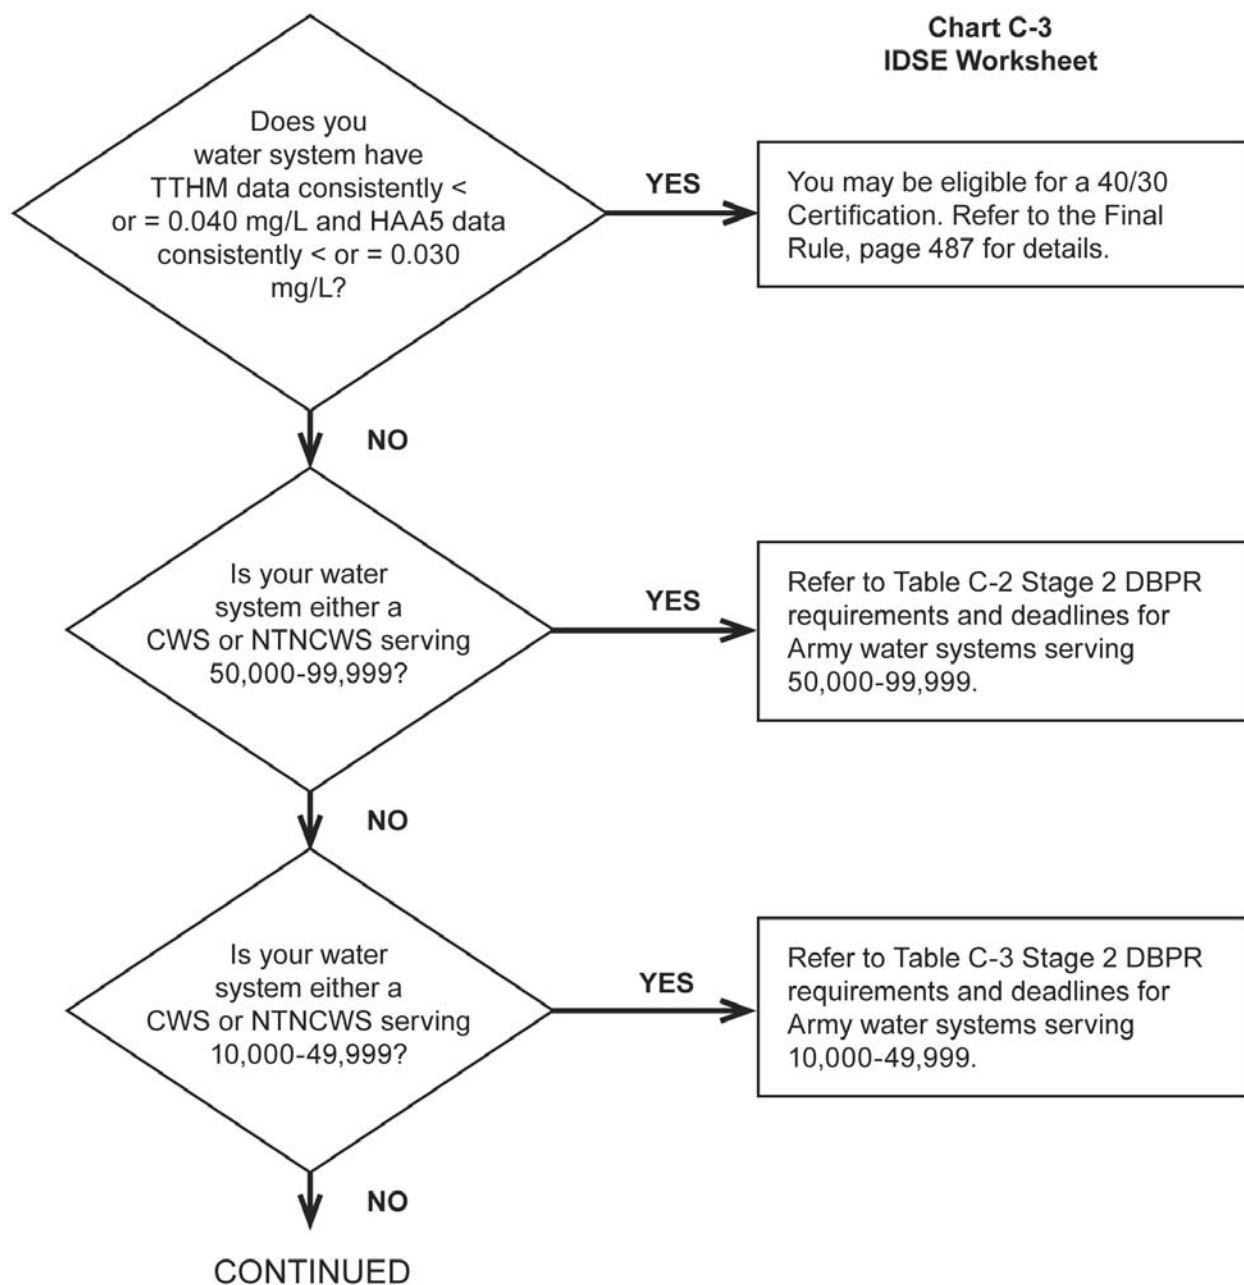 Chart C-3
IDSE Worksheet
Does you
water system have
TTHM data consistently <
or = 0.040 mg/L and HAA5 data
consistently < or = 0.030
mg/L?
YES
You may be eligible for a 40/30
Certification. Refer to the Final
Rule, page 487 for details.
NO
Is your water
system either a
CWS or NTNCWS serving
50,000-99,999?
YES
Refer to Table C-2 Stage 2 DBPR
requirements and deadlines for
Army water systems serving
50,000-99,999.
NO
Is your water
system either a
CWS or NTNCWS serving
10,000-49,999?
YES
Refer to Table C-3 Stage 2 DBPR
requirements and deadlines for
Army water systems serving
10,000-49,999.
NO
CONTINUED